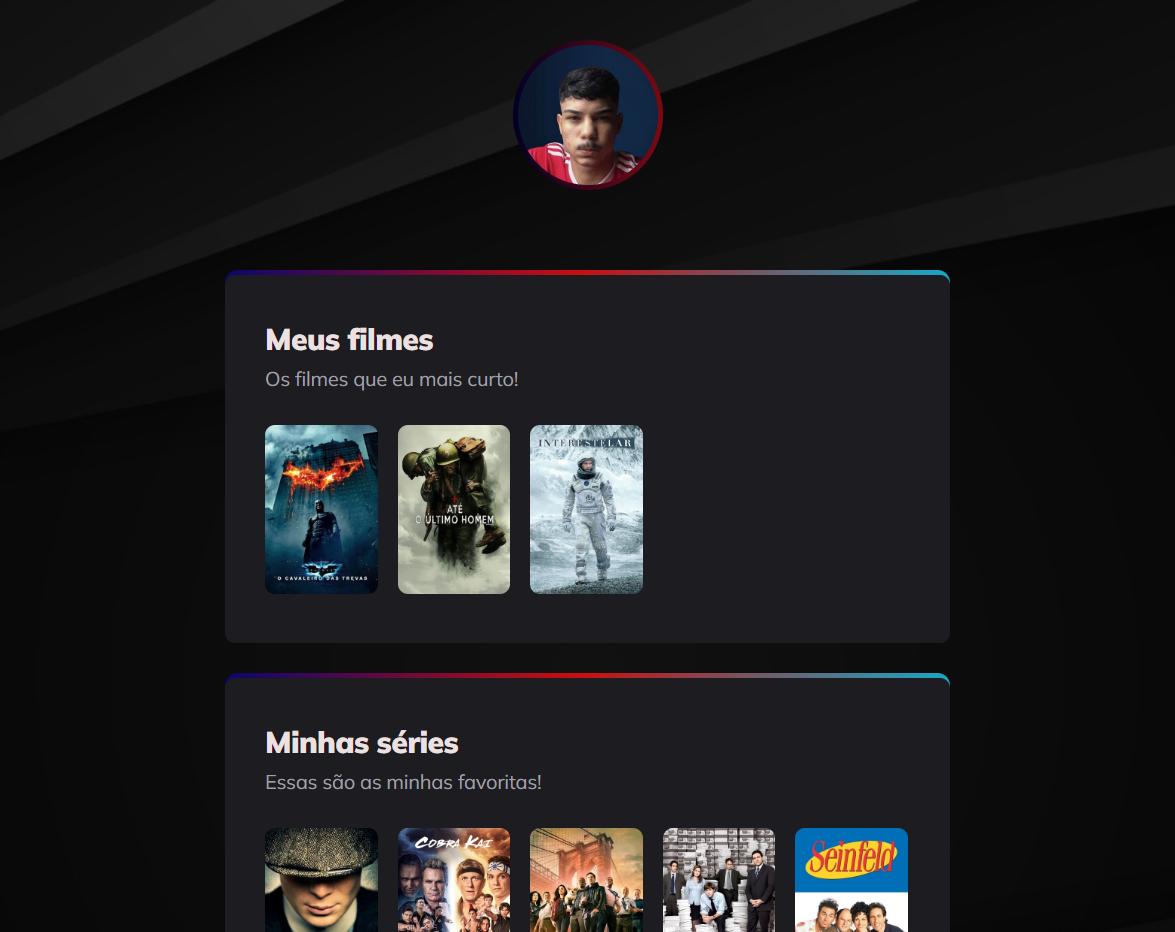 Meus filmes
Os filmes que eu mais curto!
O CAVALEIRO DAS TREVAS
ATÉ
O ÚLTIMO HOMEM
INTERESTELAR
Minhas séries
Essas são as minhas favoritas!
COBRA KAI
Seinfeld